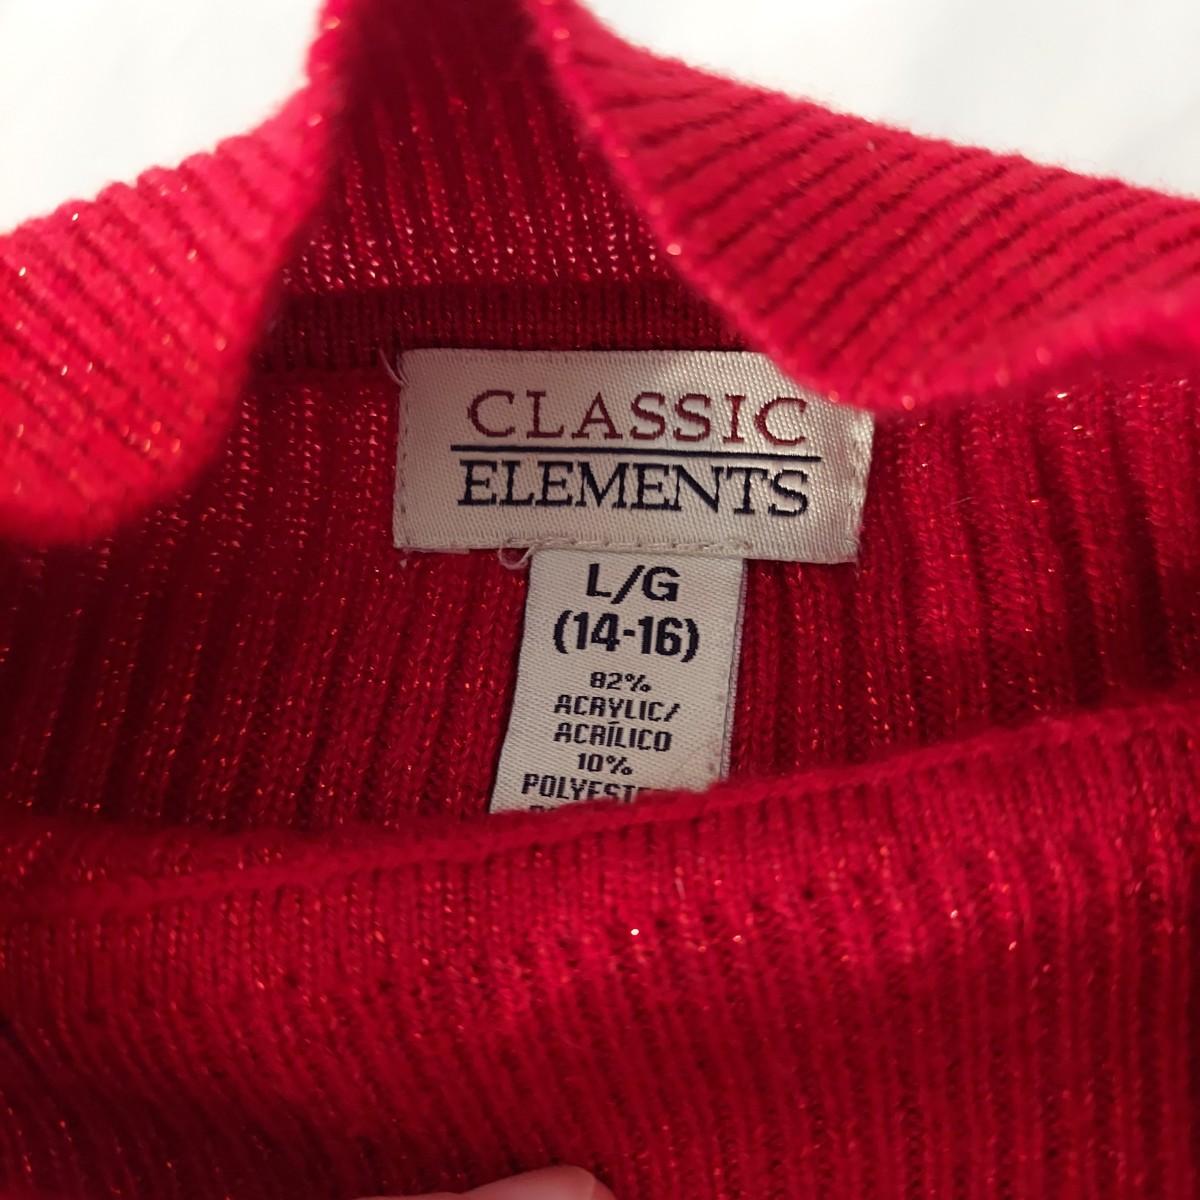 CLASSIC
ELEMENTS
L/G
(14-16)
82%
ACRYLIC/
ACRÍLICO
10%